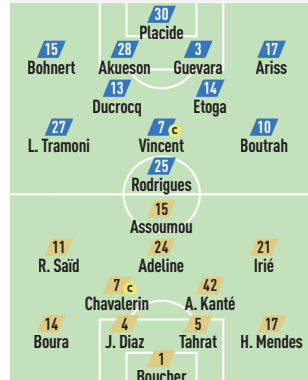 30
Placide
15 28 3 17
Bohnert Akueson Guevara Ariss
13 14
Ducrocq Etoga
27 7 c 10
L. Tramoni Vincent Boutrah
25
Rodrigues
15
Assoumou
11 24 21
R. Saïd Adeline Irié
7 c 42
Chavalerin A. Kanté
14 4 5 17
Boura J. Diaz Tahrat H. Mendes
1
Boucher